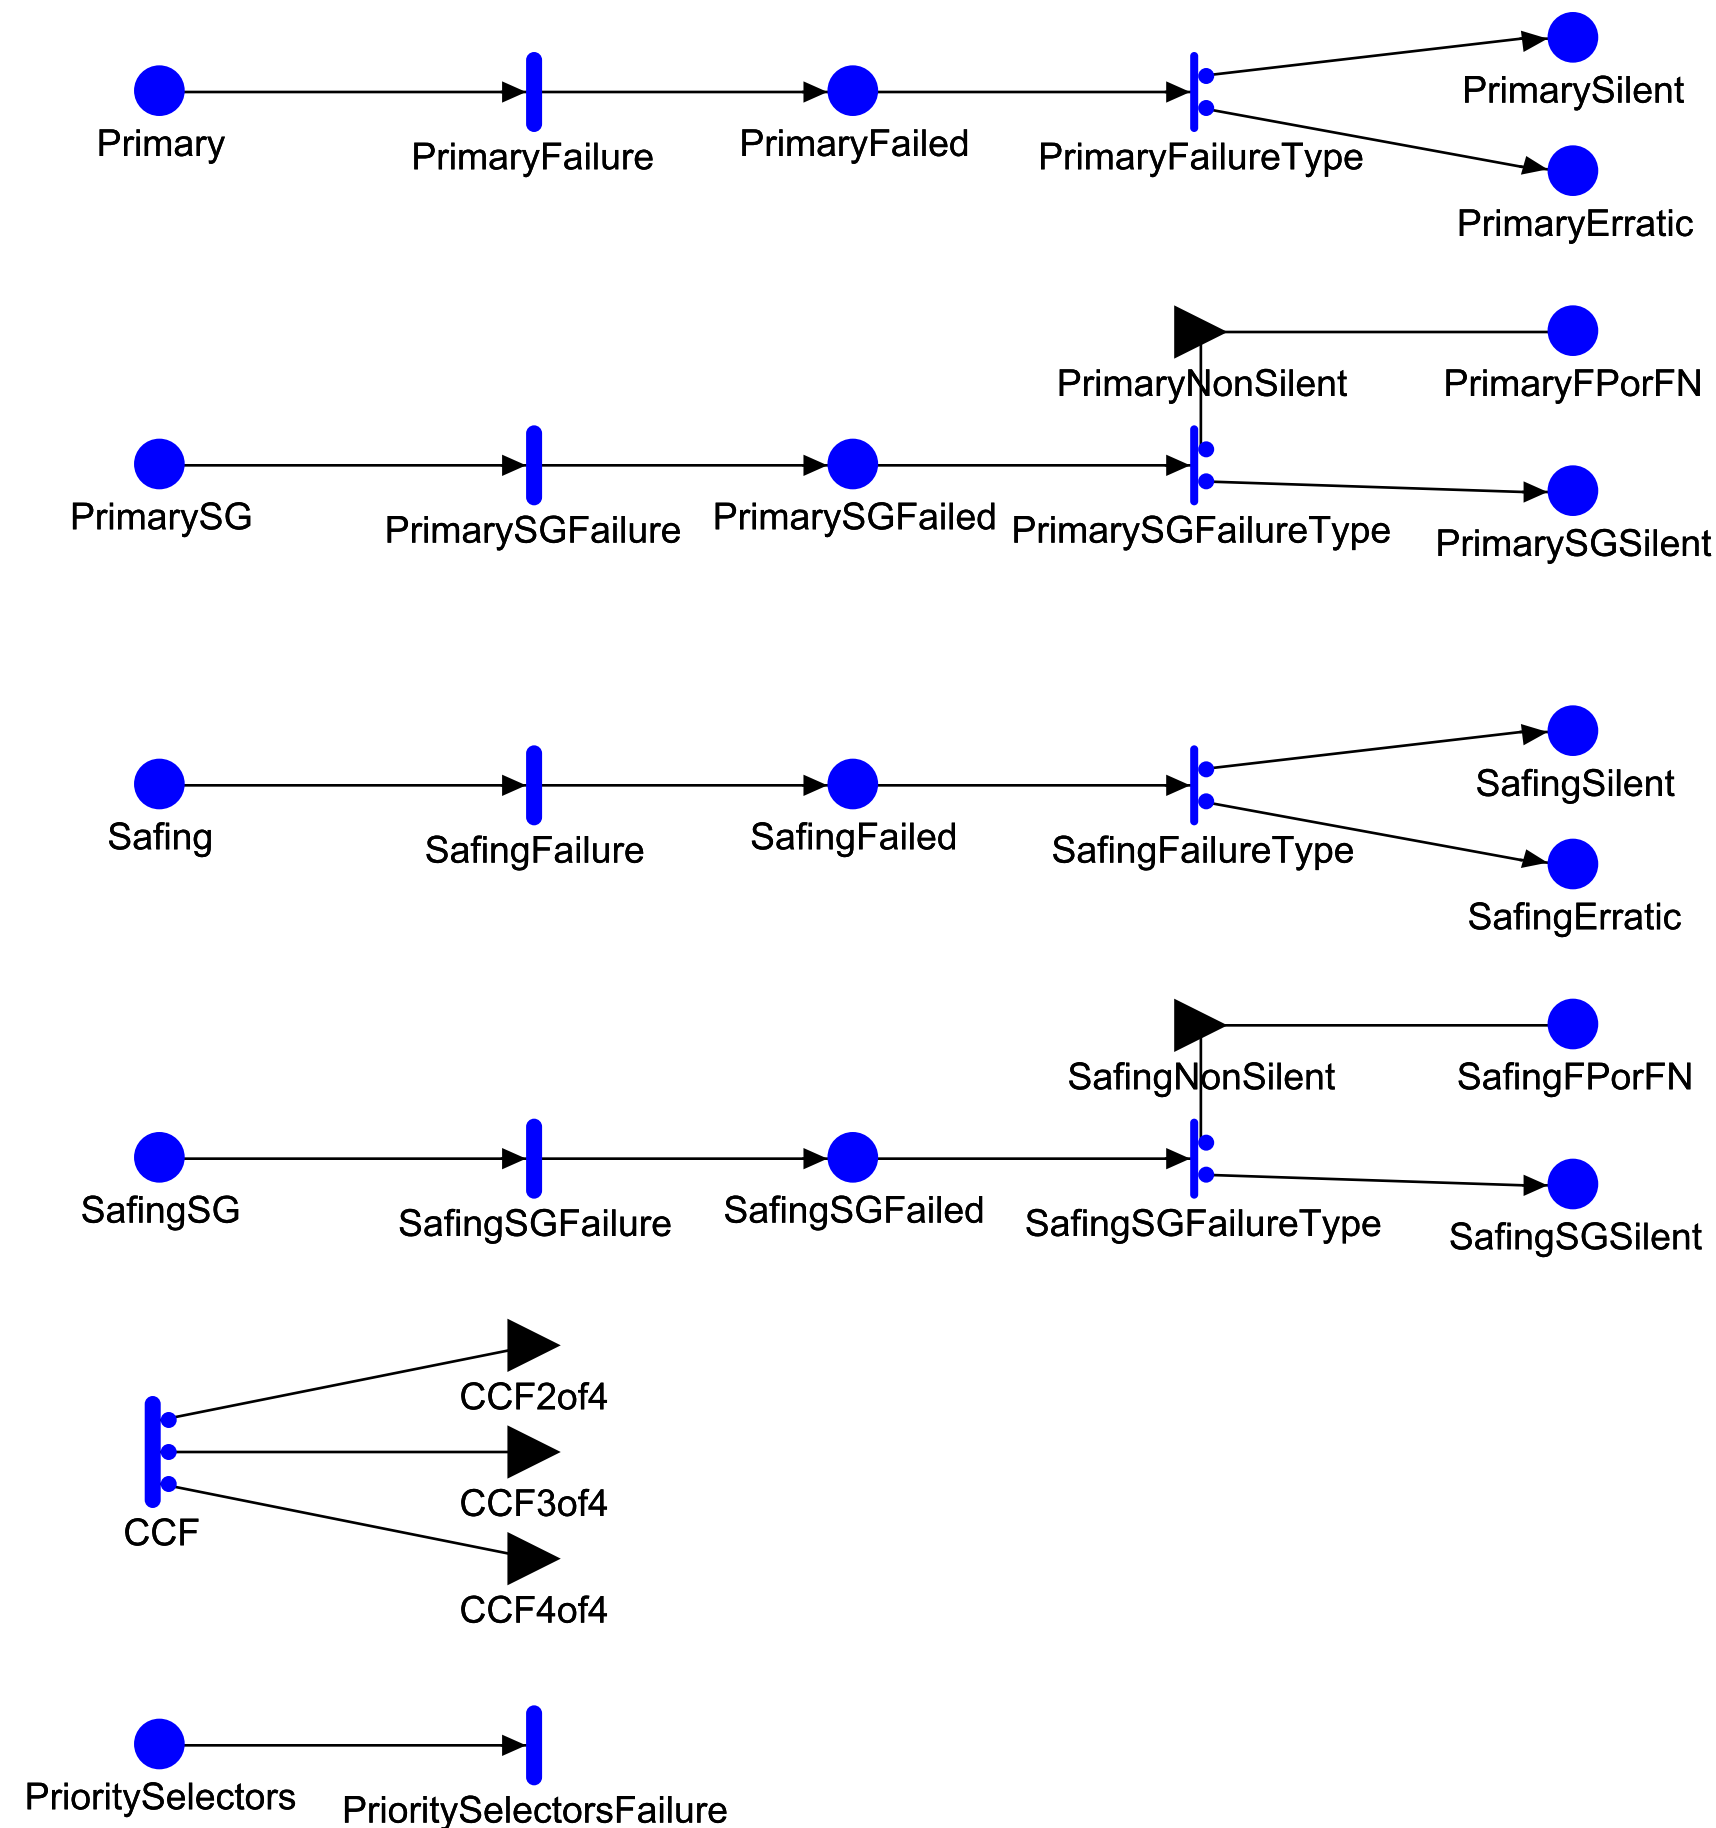 PrimarySilent
Primary
PrimaryFailure
PrimaryFailed
PrimaryFailureType
PrimaryErratic
PrimaryNonSilent
PrimaryFPorFN
PrimarySG
PrimarySGFailure
PrimarySGFailed
PrimarySGFailureType
PrimarySGSilent
SafingSilent
Safing
SafingFailure
SafingFailed
SafingFailureType
SafingErratic
SafingNonSilent
SafingFPorFN
SafingSG
SafingSGFailure
SafingSGFailed
SafingSGFailureType
SafingSGSilent
CCF2of4
CCF3of4
CCF
CCF4of4
PrioritySelectors
PrioritySelectorsFailure